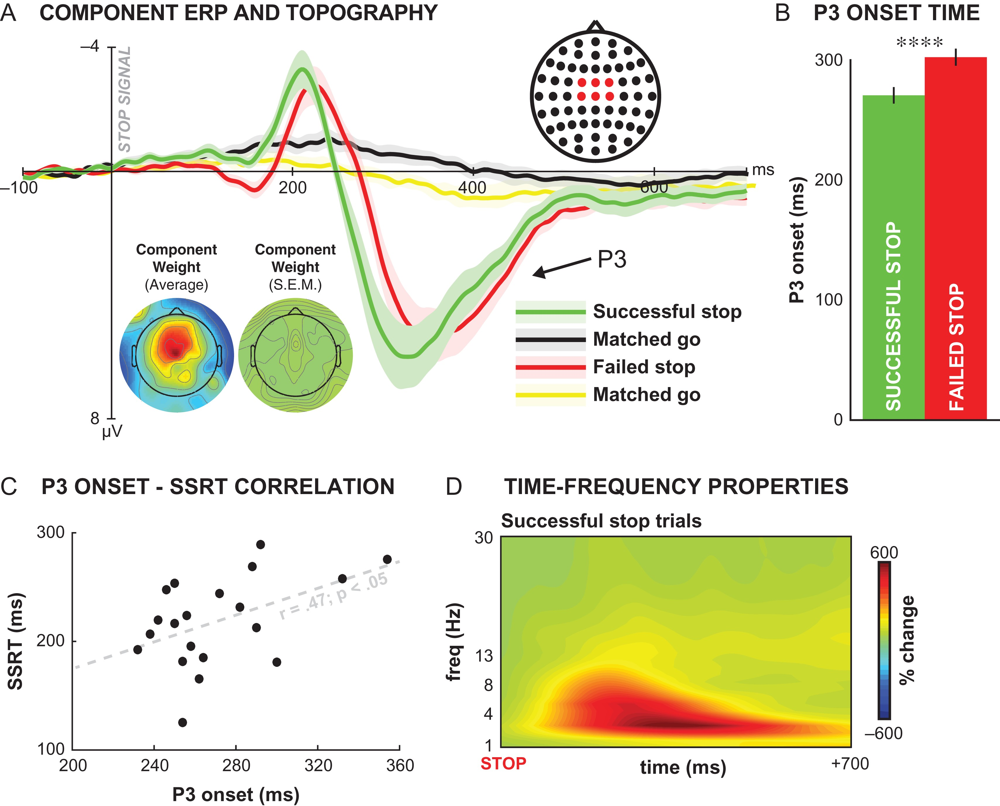 A COMPONENT ERP AND TOPOGRAPHY
–4
STOP SIGNAL
ms
–100
200
400
600
Component
Weight
(Average)
Component
Weight
(S.E.M.)
P3
Successful stop
Matched go
Failed stop
Matched go
8
µV
B P3 ONSET TIME
****
300
200
100
0
P3 onset (ms)
SUCCESSFUL STOP
FAILED STOP
C P3 ONSET - SSRT CORRELATION
300
200
100
SSRT (ms)
r = .47; p < .05
200 240 280 320 360
P3 onset (ms)
D TIME-FREQUENCY PROPERTIES
Successful stop trials
30
13
8
4
1
freq (Hz)
STOP
time (ms)
+700
600
% change
–600